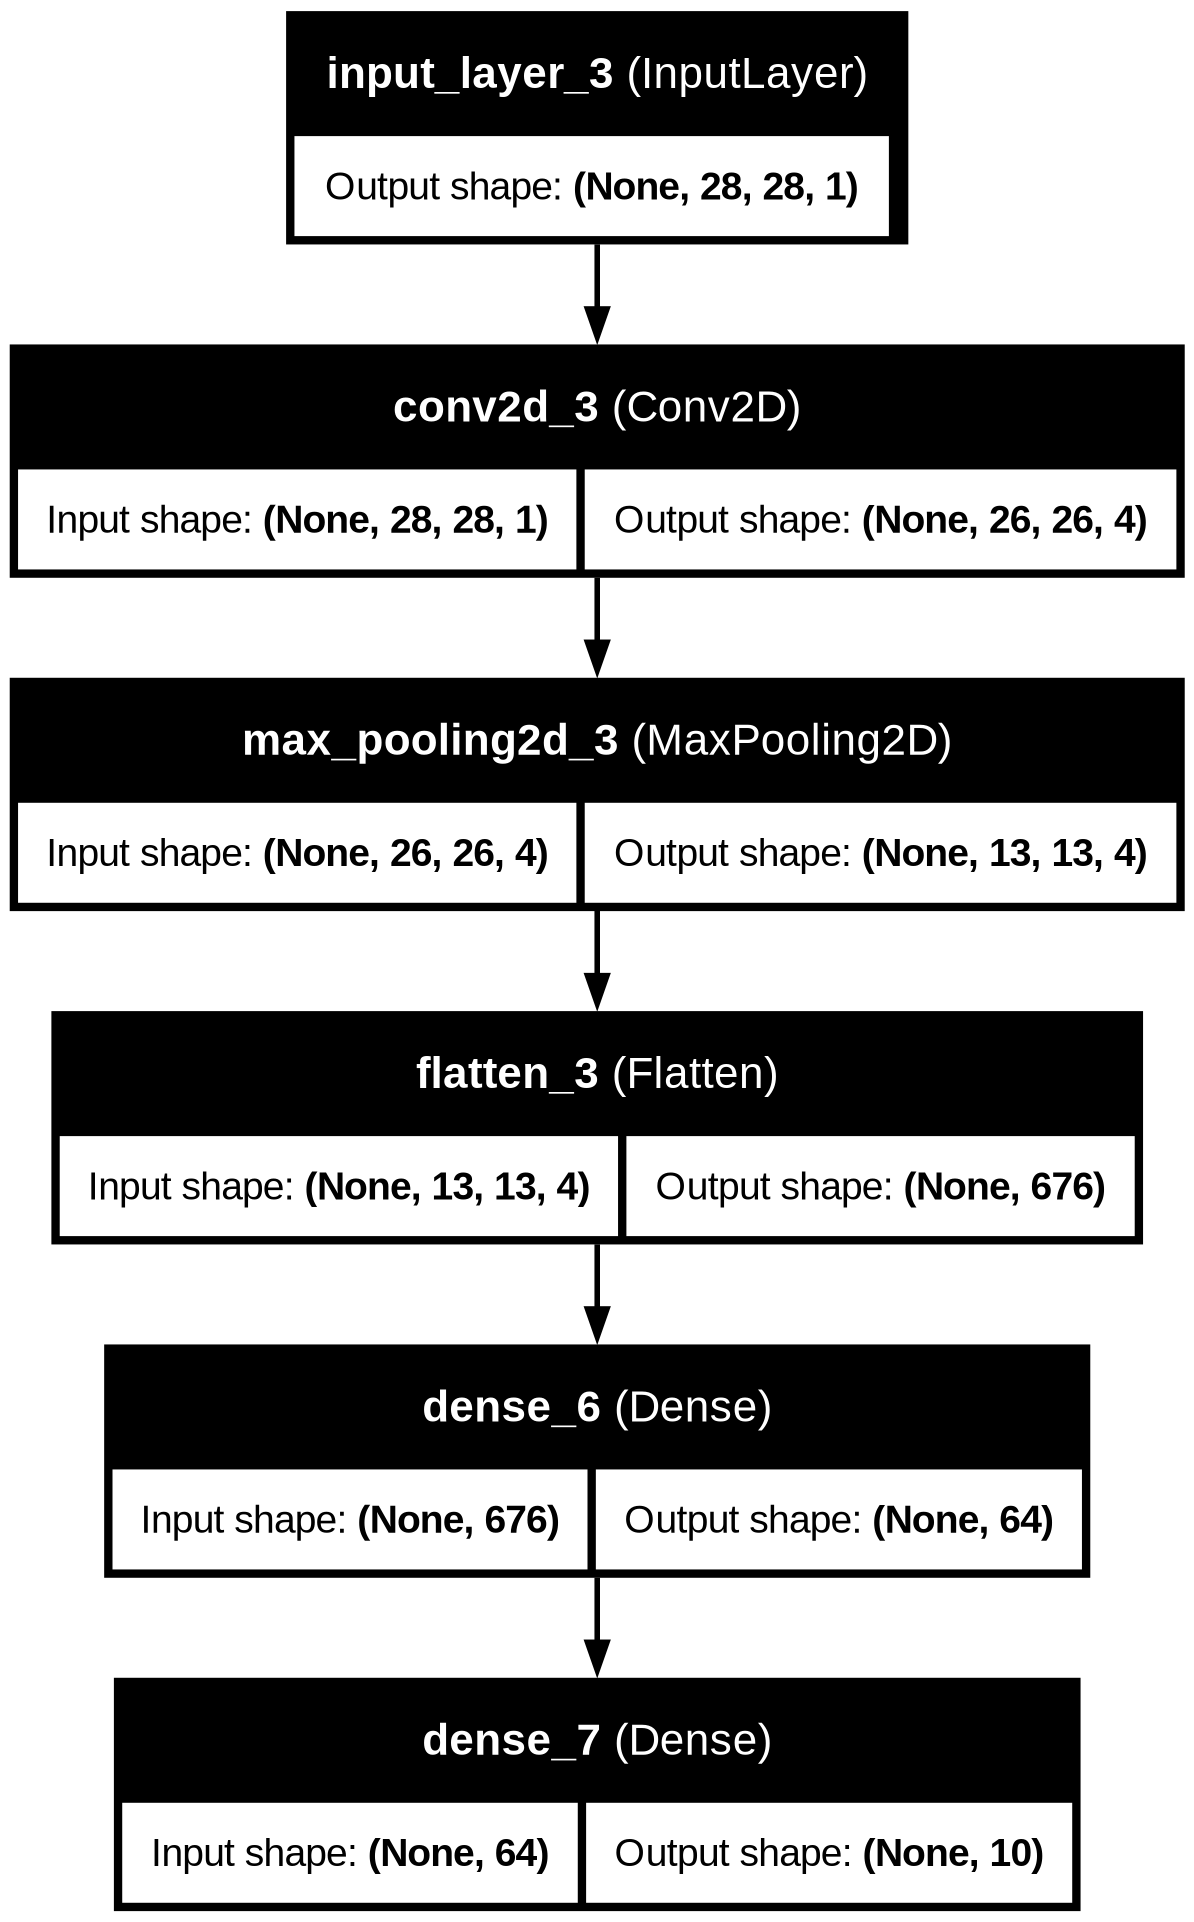 input_layer_3 (InputLayer)
Output shape: (None, 28, 28, 1)
conv2d_3 (Conv2D)
Input shape: (None, 28, 28, 1) Output shape: (None, 26, 26, 4)
max_pooling2d_3 (MaxPooling2D)
Input shape: (None, 26, 26, 4) Output shape: (None, 13, 13, 4)
flatten_3 (Flatten)
Input shape: (None, 13, 13, 4) Output shape: (None, 676)
dense_6 (Dense)
Input shape: (None, 676) Output shape: (None, 64)
dense_7 (Dense)
Input shape: (None, 64) Output shape: (None, 10)